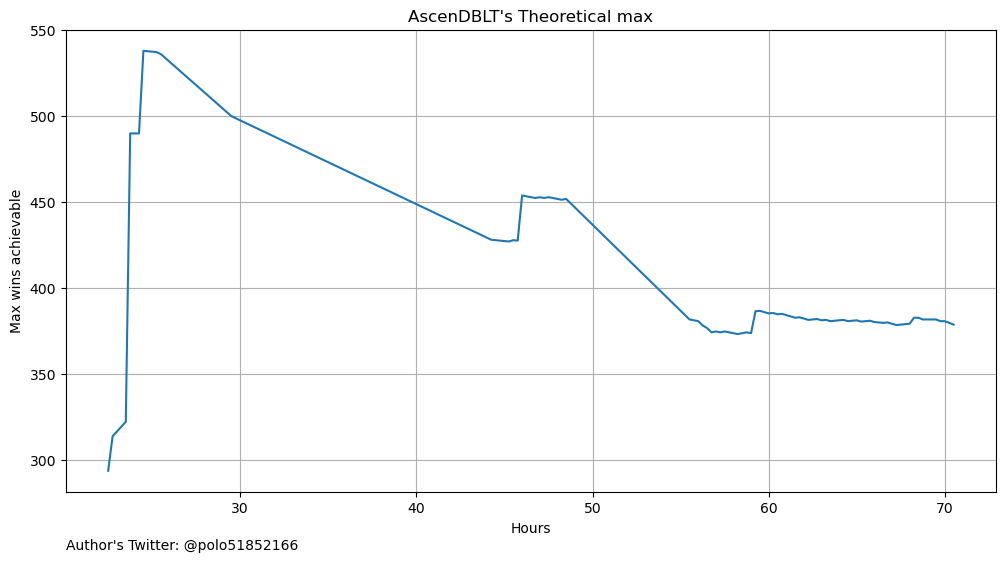 AscenDBLT's Theoretical max
Max wins achievable
550
500
450
400
350
300
30 40 50 60 70
Hours
Author's Twitter: @polo51852166